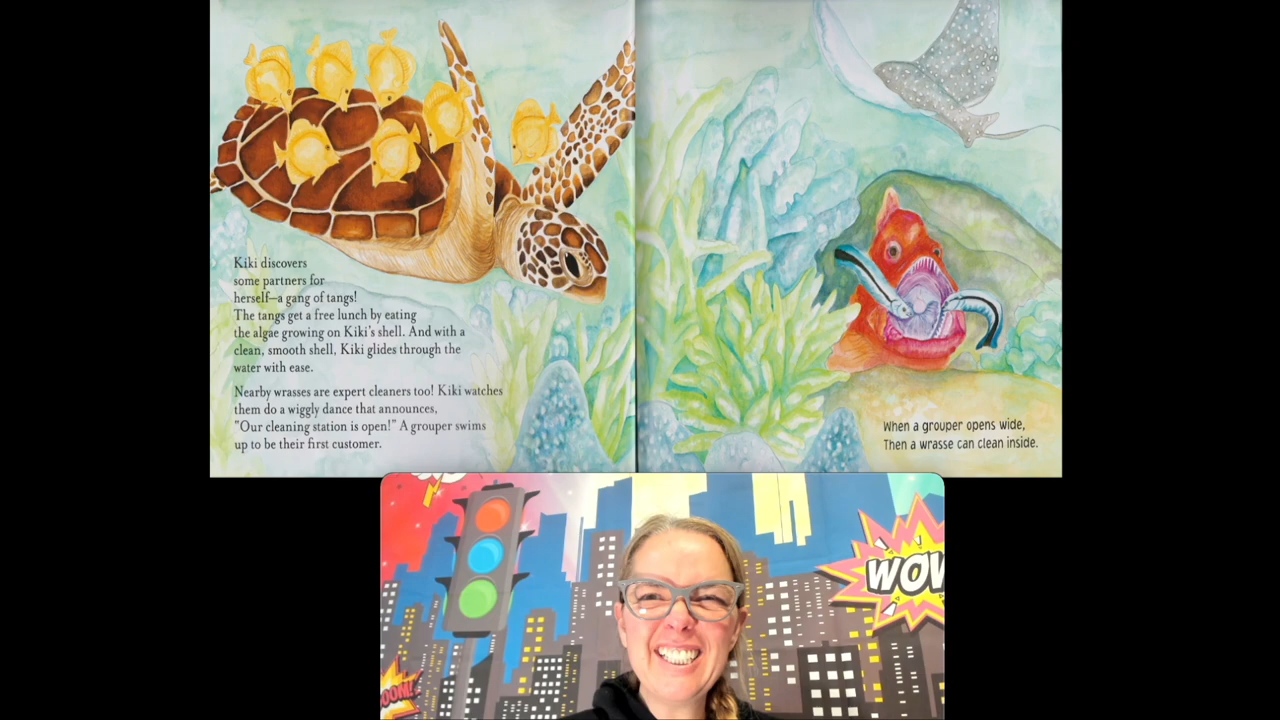 Kiki discovers
some partners for
herself—a gang of tangs!
The tangs get a free lunch by eating
the algae growing on Kiki's shell. And with a
clean, smooth shell, Kiki glides through the
water with ease.
Nearby wrasses are expert cleaners too! Kiki watches
them do a wiggly dance that announces,
"Our cleaning station is open!" A grouper swims
up to be their first customer.
When a grouper opens wide,
Then a wrasse can clean inside.
WOW
OOM!